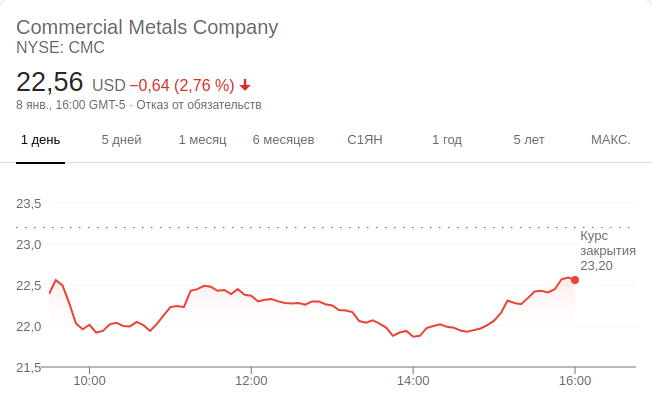 Commercial Metals Company
NYSE: CMC
22,56 USD −0,64 (2,76 %)
8 янв., 16:00 GMT-5 · Отказ от обязательств
1 день 5 дней 1 месяц 6 месяцев С1ЯН 1 год 5 лет МАКС.
23,5
Курс
закрытия
23,20
23,0
22,5
22,0
21,5
10:00 12:00 14:00 16:00